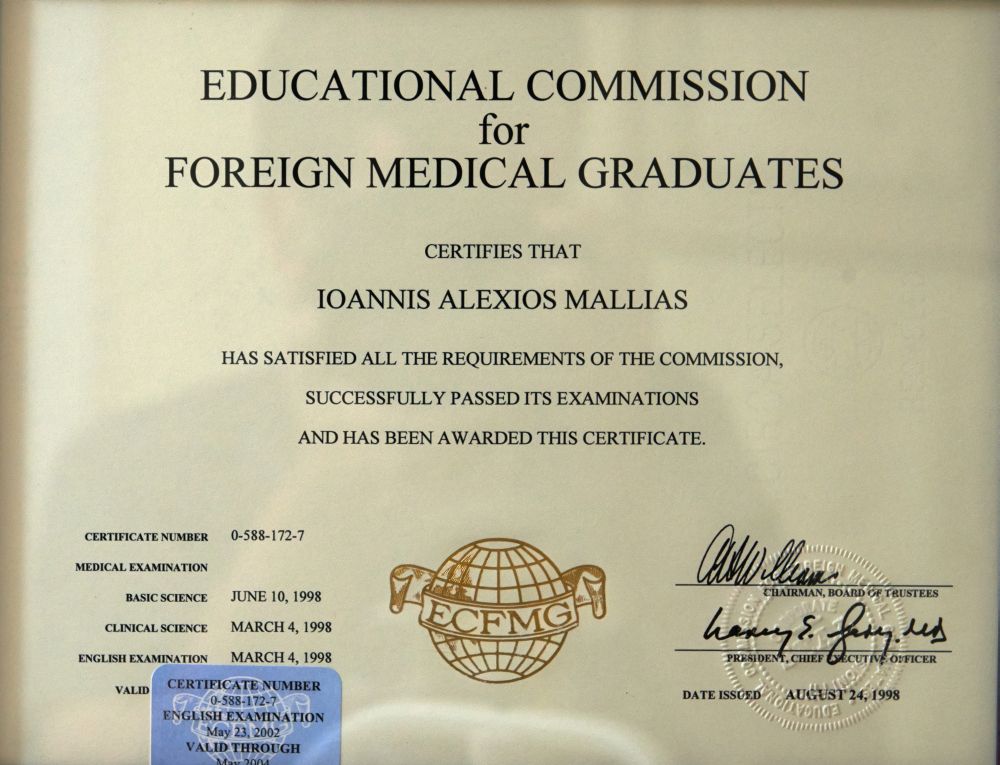 EDUCATIONAL COMMISSION
for
FOREIGN MEDICAL GRADUATES
CERTIFIES THAT
IOANNIS ALEXIOS MALLIAS
HAS SATISFIED ALL THE REQUIREMENTS OF THE COMMISSION,
SUCCESSFULLY PASSED ITS EXAMINATIONS
AND HAS BEEN AWARDED THIS CERTIFICATE.
CERTIFICATE NUMBER 0-588-172-7
MEDICAL EXAMINATION
BASIC SCIENCE JUNE 10, 1998
CLINICAL SCIENCE MARCH 4, 1998
ENGLISH EXAMINATION MARCH 4, 1998
VALID
CERTIFICATE NUMBER
0-588-172-7
ENGLISH EXAMINATION
May 23, 2002
VALID THROUGH
May 2004
ECFMG
CHAIRMAN, BOARD OF TRUSTEES
PRESIDENT, CHIEF EXECUTIVE OFFICER
DATE ISSUED AUGUST 24, 1998